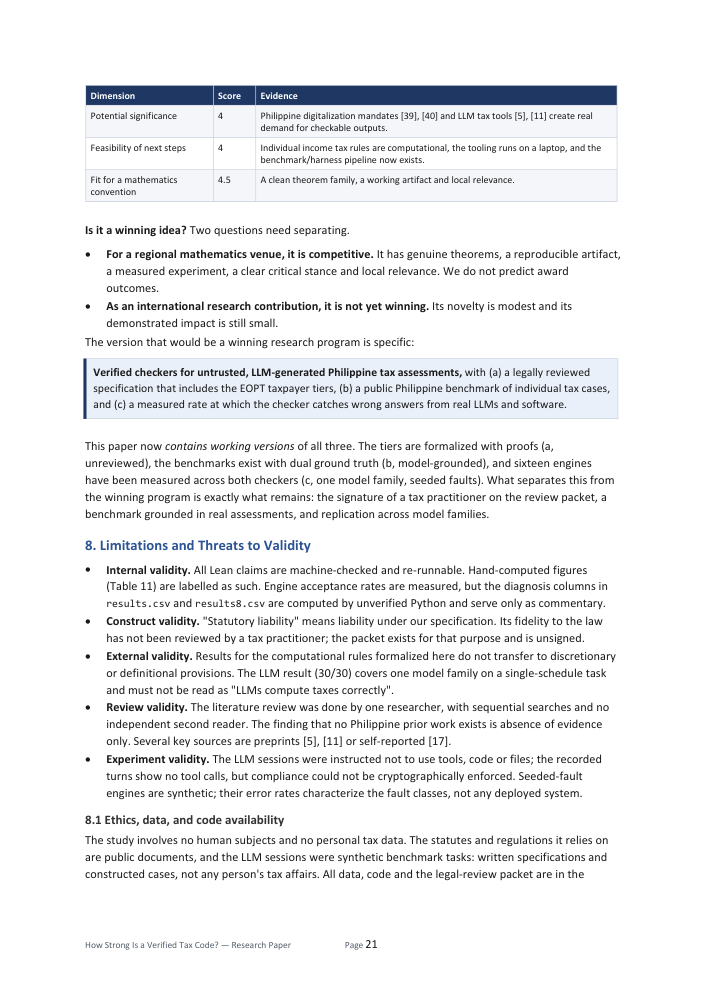 Dimension Score Evidence
Potential significance 4 Philippine digitalization mandates [39], [40] and LLM tax tools [5], [11] create real
demand for checkable outputs.
Feasibility of next steps 4 Individual income tax rules are computational, the tooling runs on a laptop, and the
benchmark/harness pipeline now exists.
Fit for a mathematics 4.5 A clean theorem family, a working artifact and local relevance.
convention
Is it a winning idea? Two questions need separating.
• For a regional mathematics venue, it is competitive. It has genuine theorems, a reproducible artifact,
a measured experiment, a clear critical stance and local relevance. We do not predict award
outcomes.
• As an international research contribution, it is not yet winning. Its novelty is modest and its
demonstrated impact is still small.
The version that would be a winning research program is specific:
Verified checkers for untrusted, LLM-generated Philippine tax assessments, with (a) a legally reviewed
specification that includes the EOPT taxpayer tiers, (b) a public Philippine benchmark of individual tax cases,
and (c) a measured rate at which the checker catches wrong answers from real LLMs and software.
This paper now contains working versions of all three. The tiers are formalized with proofs (a,
unreviewed), the benchmarks exist with dual ground truth (b, model-grounded), and sixteen engines
have been measured across both checkers (c, one model family, seeded faults). What separates this from
the winning program is exactly what remains: the signature of a tax practitioner on the review packet, a
benchmark grounded in real assessments, and replication across model families.
8. Limitations and Threats to Validity
• Internal validity. All Lean claims are machine-checked and re-runnable. Hand-computed figures
(Table 11) are labelled as such. Engine acceptance rates are measured, but the diagnosis columns in
results.csv and results8.csv are computed by unverified Python and serve only as commentary.
• Construct validity. "Statutory liability" means liability under our specification. Its fidelity to the law
has not been reviewed by a tax practitioner; the packet exists for that purpose and is unsigned.
• External validity. Results for the computational rules formalized here do not transfer to discretionary
or definitional provisions. The LLM result (30/30) covers one model family on a single-schedule task
and must not be read as "LLMs compute taxes correctly".
• Review validity. The literature review was done by one researcher, with sequential searches and no
independent second reader. The finding that no Philippine prior work exists is absence of evidence
only. Several key sources are preprints [5], [11] or self-reported [17].
• Experiment validity. The LLM sessions were instructed not to use tools, code or files; the recorded
turns show no tool calls, but compliance could not be cryptographically enforced. Seeded-fault
engines are synthetic; their error rates characterize the fault classes, not any deployed system.
8.1 Ethics, data, and code availability
The study involves no human subjects and no personal tax data. The statutes and regulations it relies on
are public documents, and the LLM sessions were synthetic benchmark tasks: written specifications and
constructed cases, not any person's tax affairs. All data, code and the legal-review packet are in the
How Strong Is a Verified Tax Code? — Research Paper Page 21